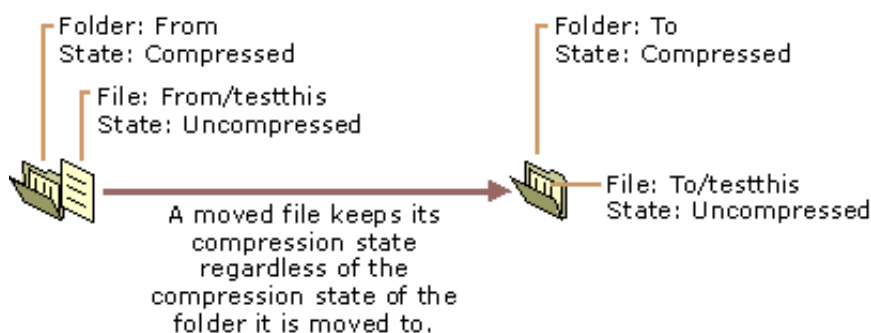 Folder: From
State: Compressed
File: From/testthis
State: Uncompressed
Folder: To
State: Compressed
File: To/testthis
State: Uncompressed
A moved file keeps its
compression state
regardless of the
compression state of the
folder it is moved to.